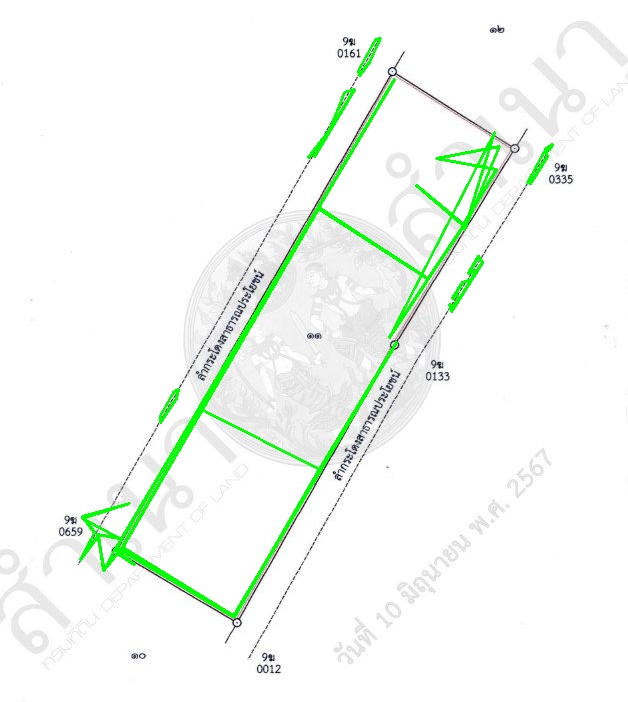 ๑๒
9ฆ
0161
9ฆ
0335
ลำกระโดงสาธารณประโยชน์
๑๑
9ฆ
0133
ลำกระโดงสาธารณประโยชน์
9ฆ
0659
๑๐
9ฆ
0012
สำเนา
กรมที่ดิน DEPARTMENT OF LAND
สำเนา
กรมที่ดิน DEPARTMENT OF LAND
วันที่ 10 มิถุนายน พ.ศ. 2567